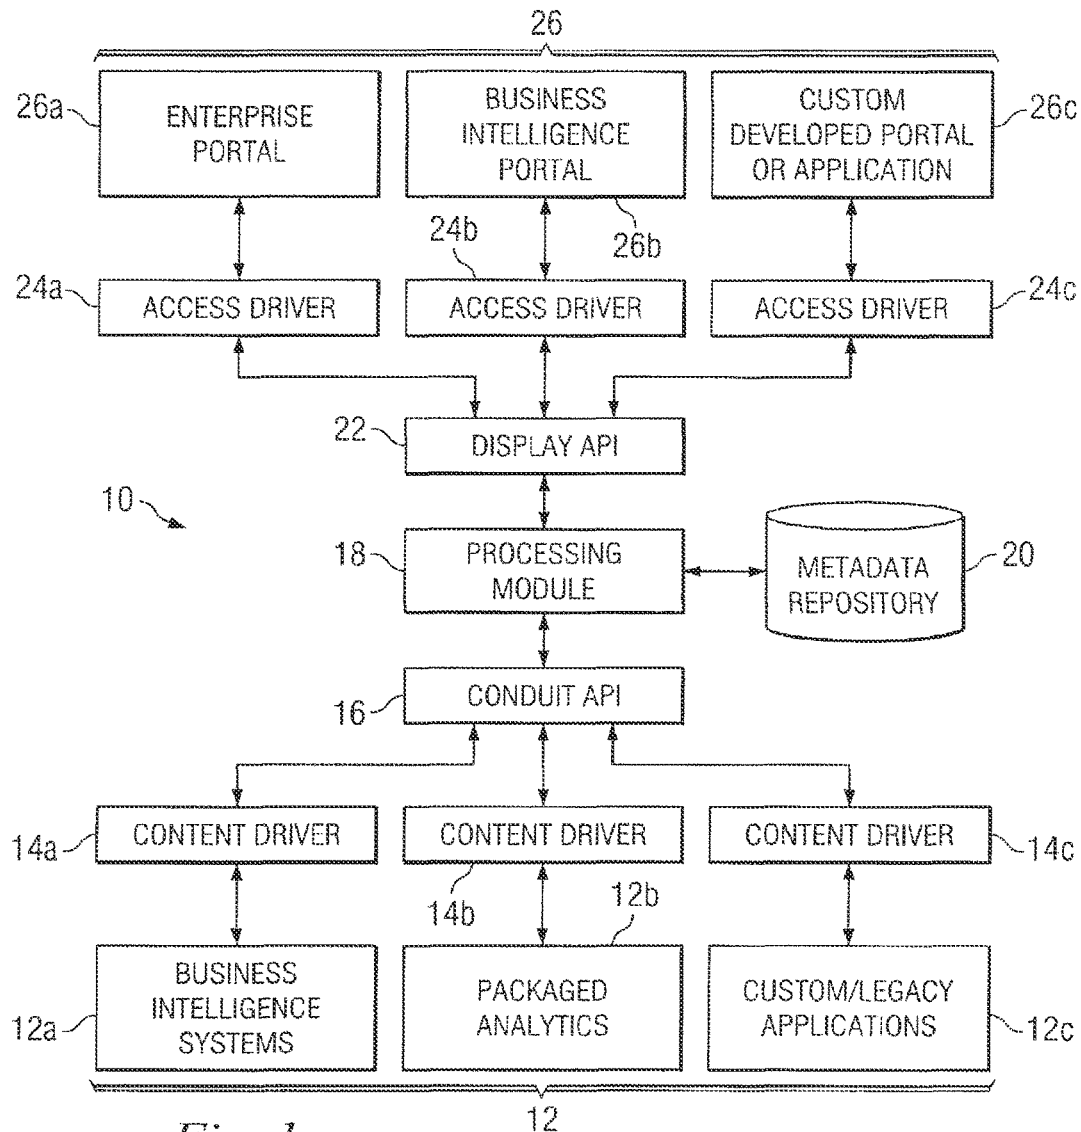 26
26a
ENTERPRISE
PORTAL
BUSINESS
INTELLIGENCE
PORTAL
CUSTOM
DEVELOPED PORTAL
OR APPLICATION
26c
24b
26b
24a
ACCESS DRIVER
ACCESS DRIVER
ACCESS DRIVER
24c
22
DISPLAY API
10
18
PROCESSING
MODULE
METADATA
REPOSITORY
20
16
CONDUIT API
14a
CONTENT DRIVER
CONTENT DRIVER
CONTENT DRIVER
14c
14b
12b
12a
BUSINESS
INTELLIGENCE
SYSTEMS
PACKAGED
ANALYTICS
CUSTOM/LEGACY
APPLICATIONS
12c
12